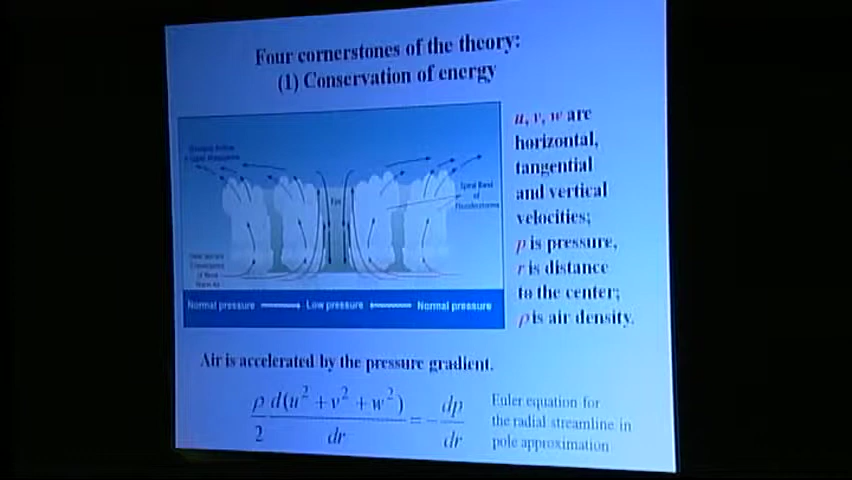 Four cornerstones of the theory:
(1) Conservation of energy
Eye
Spiral Band
of
Thunderstorms
Normal pressure
Low pressure
Normal pressure
u, v, w are
horizontal,
tangential
and vertical
velocities;
p is pressure,
r is distance
to the center;
ρ is air density.
Air is accelerated by the pressure gradient.
ρ/2 d(u² + v² + w²)/dr = - dp/dr
Euler equation for
the radial streamline in
pole approximation